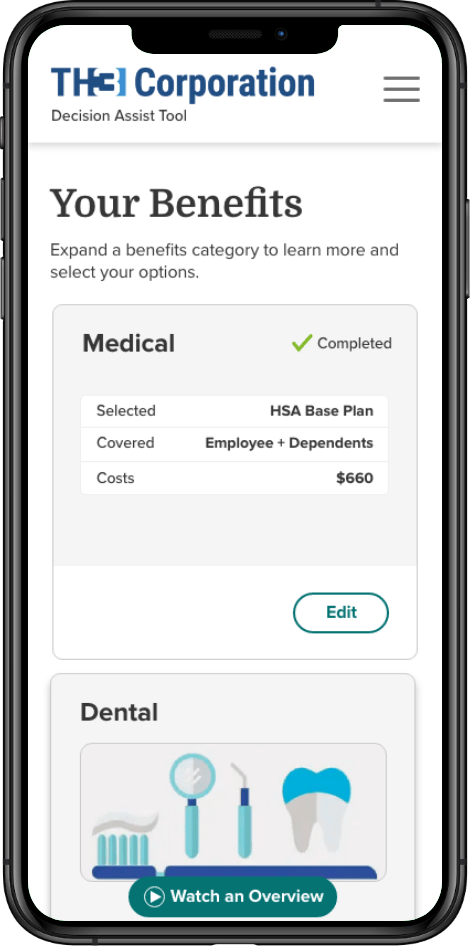 TH3 Corporation
Decision Assist Tool
Your Benefits
Expand a benefits category to learn more and
select your options.
Medical
Completed
Selected HSA Base Plan
Covered Employee + Dependents
Costs $660
Edit
Dental
Watch an Overview